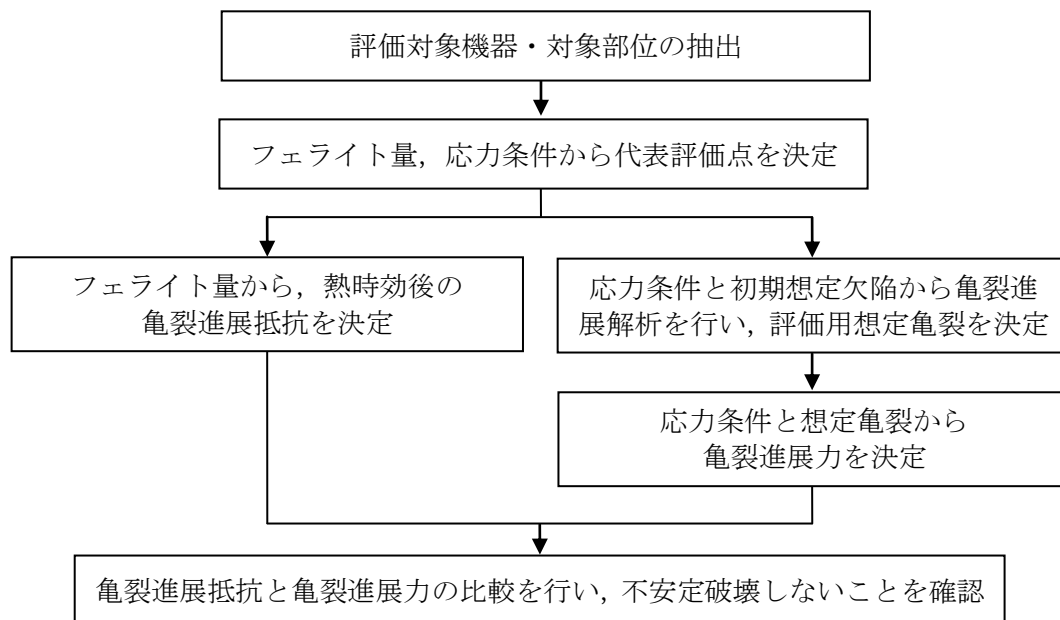 評価対象機器・対象部位の抽出
フェライト量，応力条件から代表評価点を決定
フェライト量から，熱時効後の
亀裂進展抵抗を決定
応力条件と初期想定欠陥から亀裂進
展解析を行い，評価用想定亀裂を決定
応力条件と想定亀裂から
亀裂進展力を決定
亀裂進展抵抗と亀裂進展力の比較を行い，不安定破壊しないことを確認